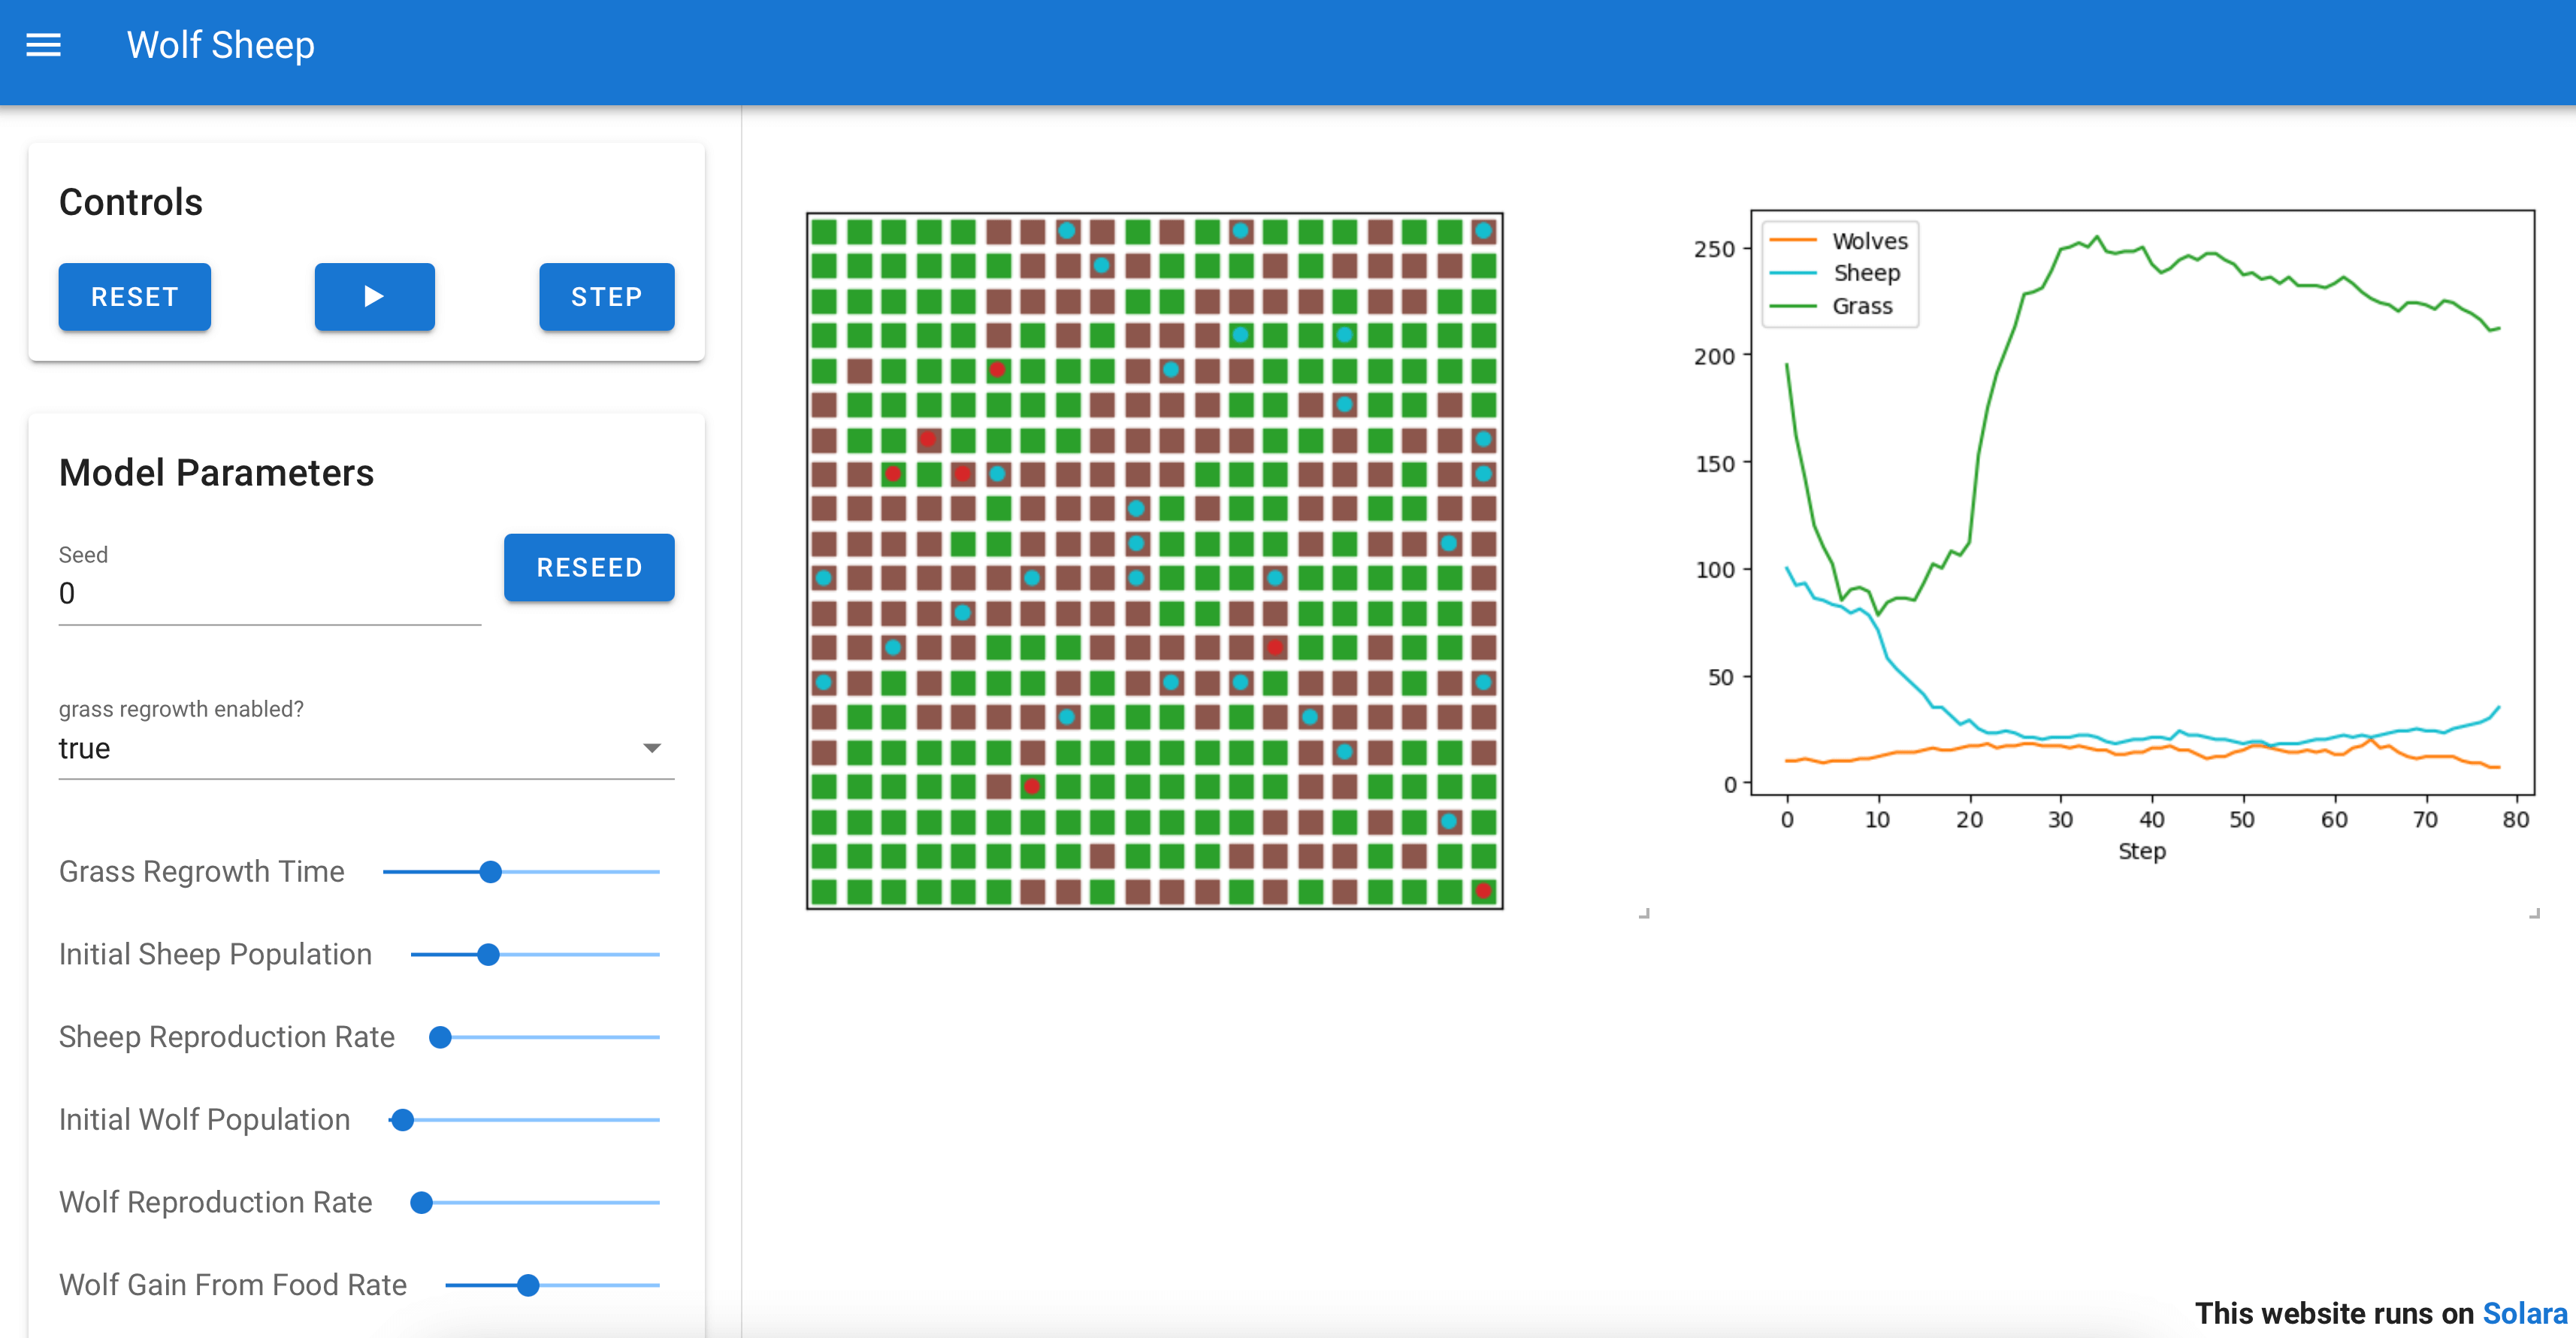 Wolf Sheep
Controls
RESET
STEP
Model Parameters
Seed
0
RESEED
grass regrowth enabled?
true
Grass Regrowth Time
Initial Sheep Population
Sheep Reproduction Rate
Initial Wolf Population
Wolf Reproduction Rate
Wolf Gain From Food Rate
Wolves
Sheep
Grass
250
200
150
100
50
0
0 10 20 30 40 50 60 70 80
Step
This website runs on Solara